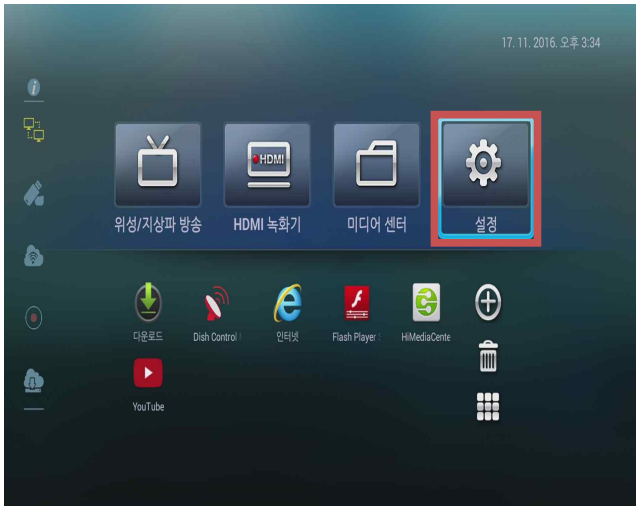 17. 11. 2016. 오후 3:34
HDMI
위성/지상파 방송
HDMI 녹화기
미디어 센터
설정
다운로드
Dish Control
인터넷
Flash Player S
HiMediaCente
YouTube